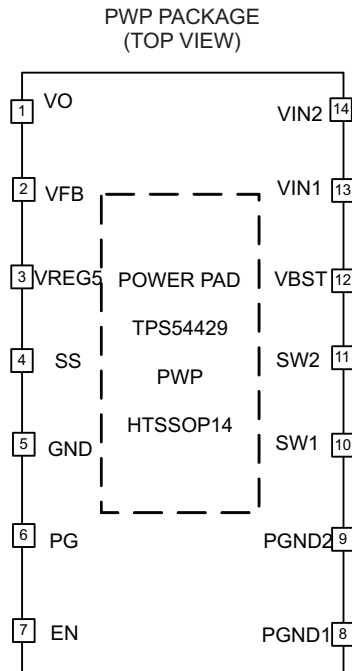 PWP PACKAGE
(TOP VIEW)
1 VO
VIN2 14
2 VFB
VIN1 13
3 VREG5
POWER PAD
VBST 12
TPS54429
4 SS
SW2 11
PWP
HTSSOP14
5 GND
SW1 10
6 PG
PGND2 9
7 EN
PGND1 8